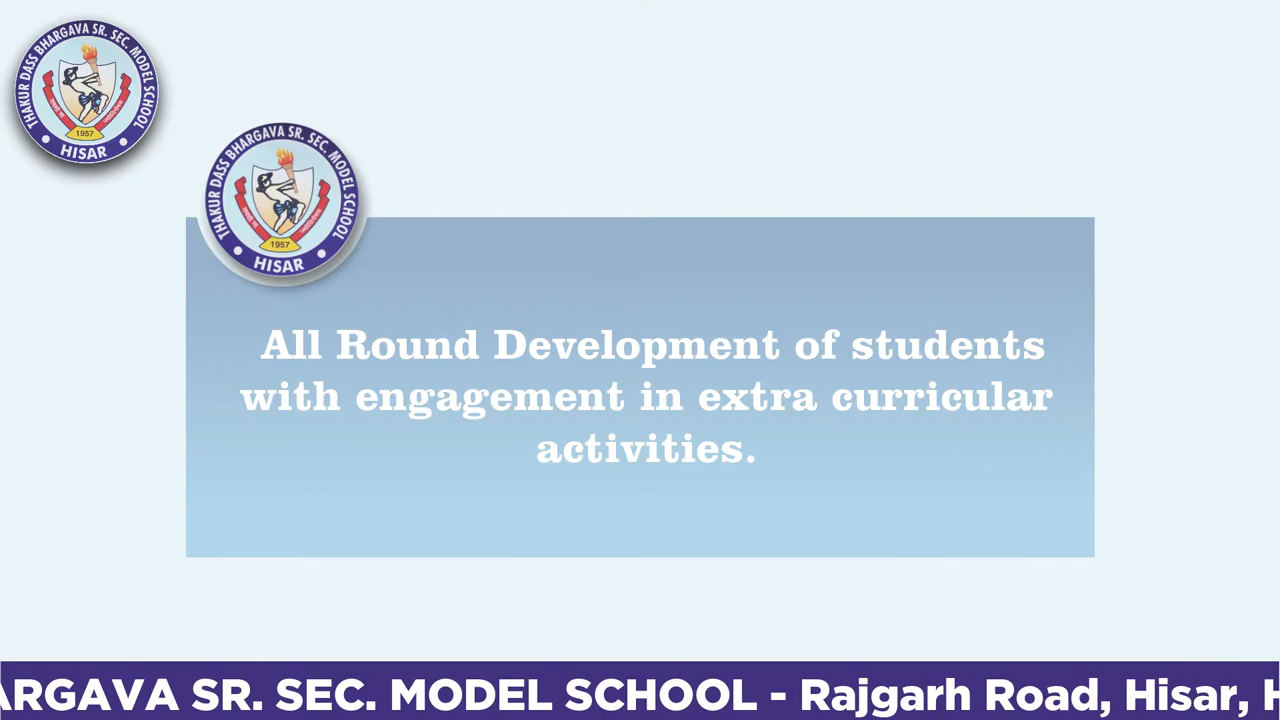 THAKUR DASS BHARGAVA SR. SEC. MODEL SCHOOL
1957
HISAR
THAKUR DASS BHARGAVA SR. SEC. MODEL SCHOOL
1957
HISAR
All Round Development of students
with engagement in extra curricular
activities.
ARGAVA SR. SEC. MODEL SCHOOL - Rajgarh Road, Hisar, H